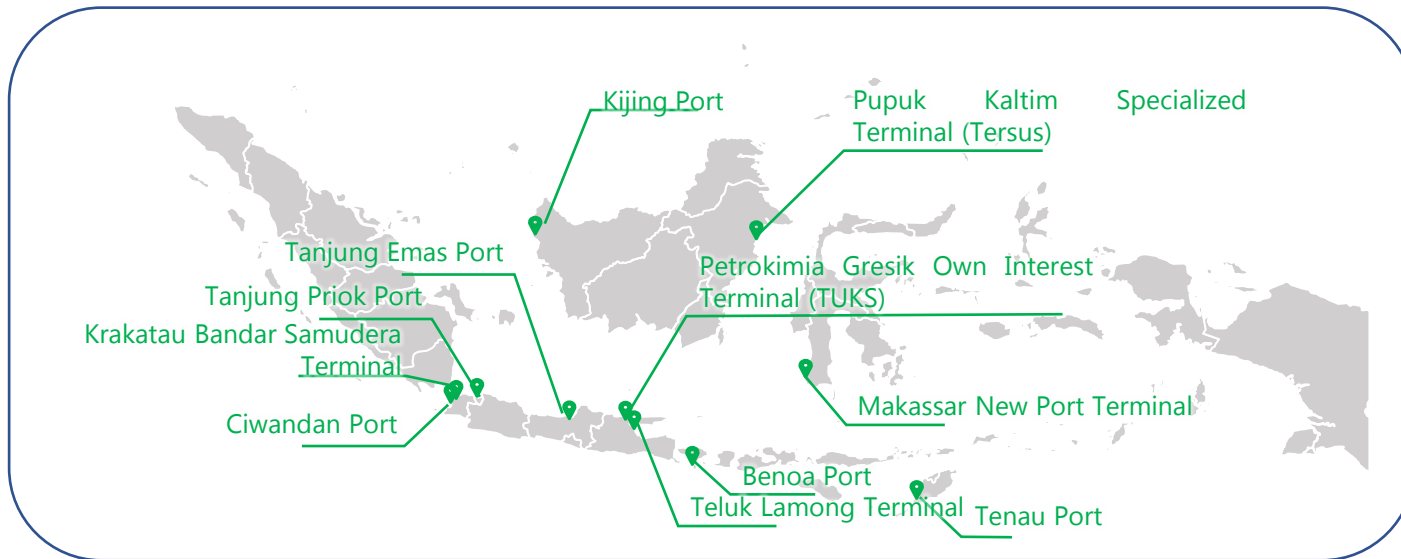 Kijing Port
Pupuk Kaltim Specialized
Terminal (Tersus)
Tanjung Emas Port
Petrokimia Gresik Own Interest
Terminal (TUKS)
Tanjung Priok Port
Krakatau Bandar Samudera
Terminal
Ciwandan Port
Makassar New Port Terminal
Benoa Port
Teluk Lamong Terminal
Tenau Port